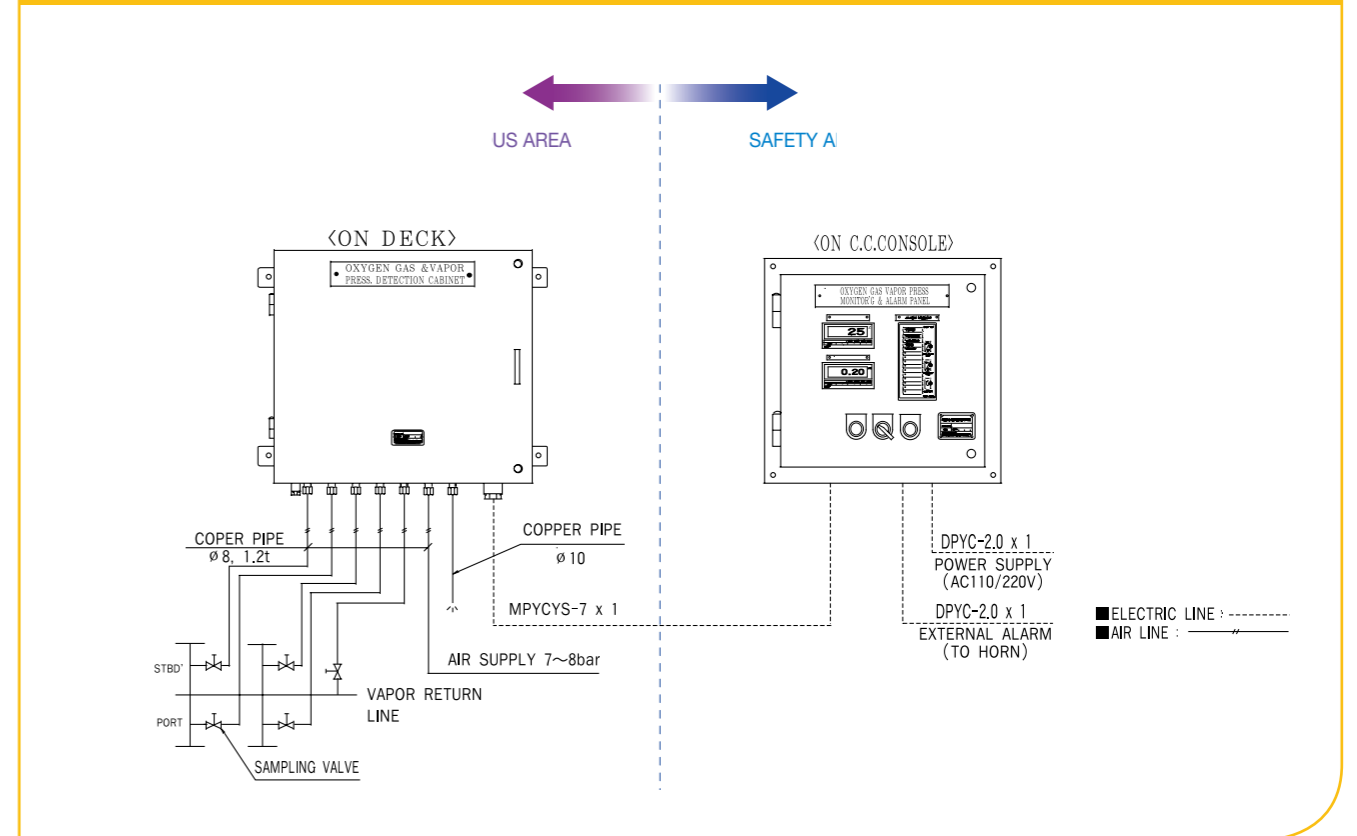 US AREA
SAFETY A
<ON DECK>
OXYGEN GAS &VAPOR
PRESS. DETECTION CABINET
<ON C.C.CONSOLE>
OXYGEN GAS VAPOR PRESS
MONITOR'G & ALARM PANEL
25
0.20
COPER PIPE
ø8, 1.2t
COPPER PIPE
ø10
MPYCYS-7 x 1
AIR SUPPLY 7~8bar
VAPOR RETURN
LINE
STBD'
PORT
SAMPLING VALVE
DPYC-2.0 x 1
POWER SUPPLY
(AC110/220V)
DPYC-2.0 x 1
EXTERNAL ALARM
(TO HORN)
■ELECTRIC LINE :
■AIR LINE :